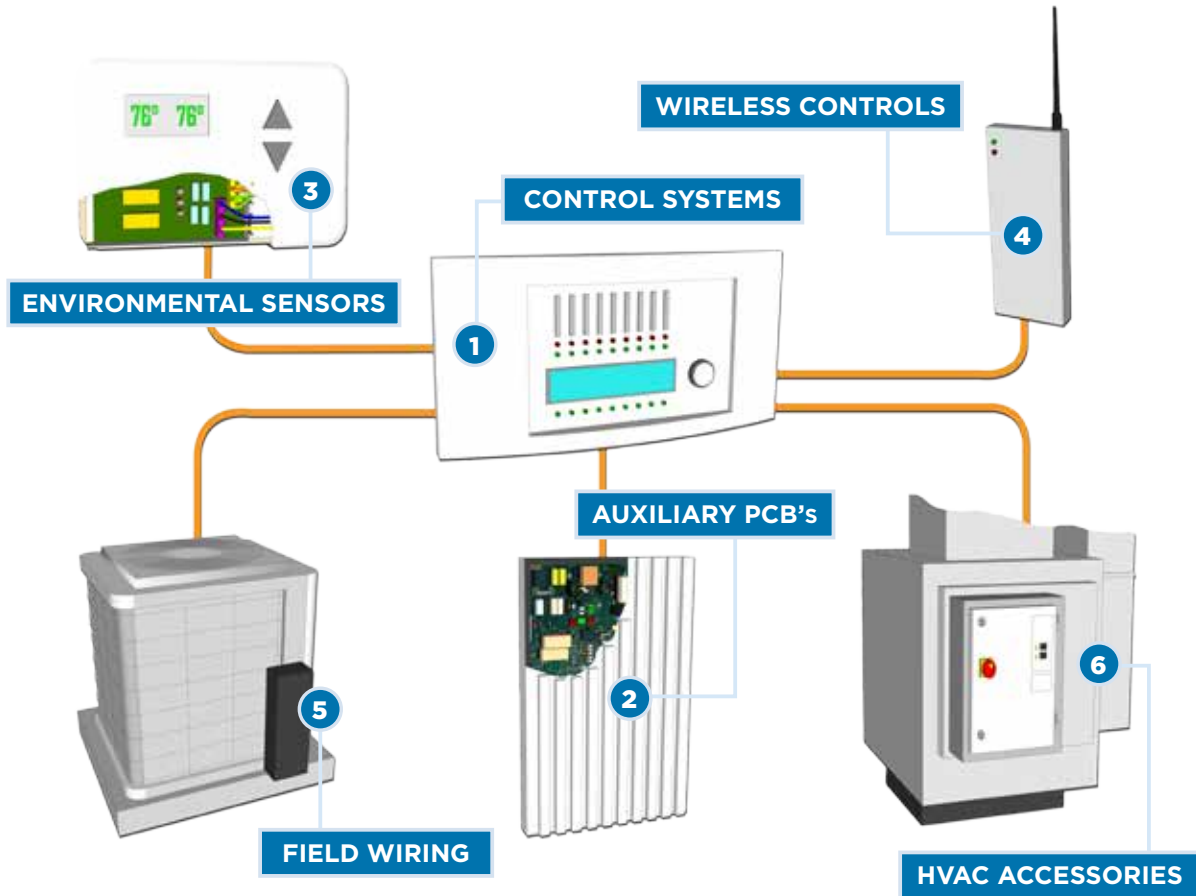 76° 76°
WIRELESS CONTROLS
3
CONTROL SYSTEMS
4
ENVIRONMENTAL SENSORS
1
AUXILIARY PCB's
6
2
5
FIELD WIRING
HVAC ACCESSORIES